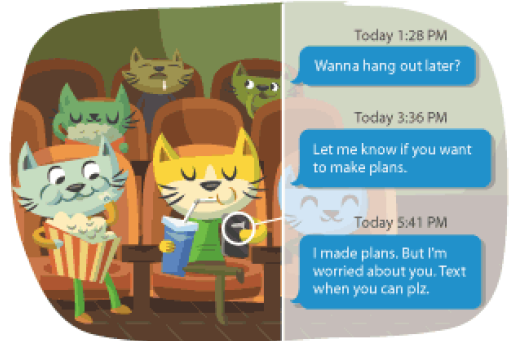 Today 1:28 PM
Wanna hang out later?
Today 3:36 PM
Let me know if you want
to make plans.
Today 5:41 PM
I made plans. But I'm
worried about you. Text
when you can plz.